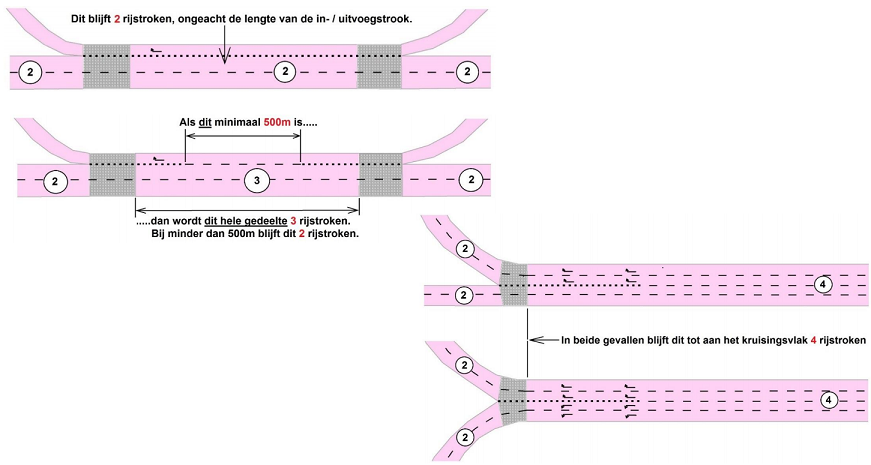 Dit blijft 2 rijstroken, ongeacht de lengte van de in- / uitvoegstrook.
2
2
2
Als dit minimaal 500m is.....
2
3
2
.....dan wordt dit hele gedeelte 3 rijstroken.
Bij minder dan 500m blijft dit 2 rijstroken.
2
2
4
In beide gevallen blijft dit tot aan het kruisingsvlak 4 rijstroken
2
4
2